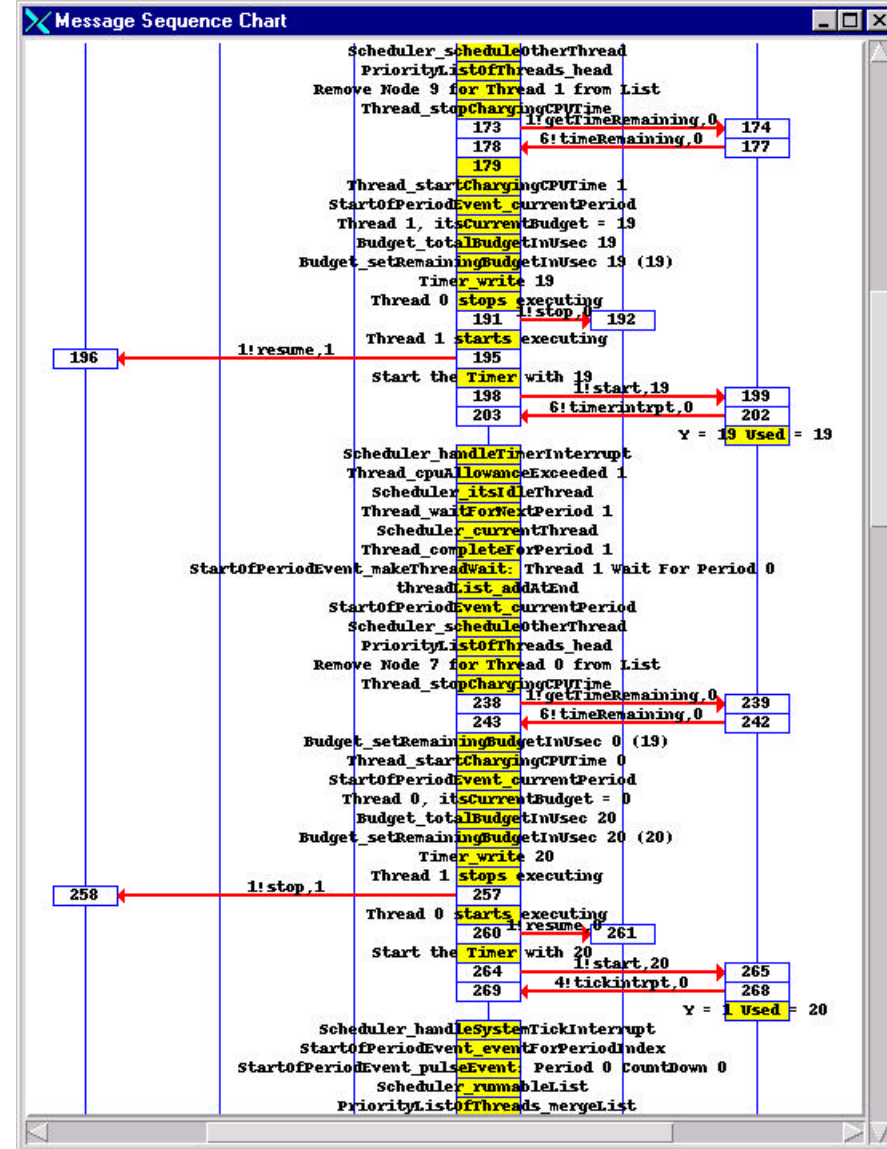 Message Sequence Chart
Scheduler_scheduleOtherThread
PriorityListOfThreads_head
Remove Node 9 for Thread 1 from List
Thread_stopChargingCPUTime
1!getTimeRemaining,0
173 174
6!timeRemaining,0
178 177
179
Thread_startChargingCPUTime 1
StartOfPeriodEvent_currentPeriod
Thread 1, itsCurrentBudget = 19
Budget_totalBudgetInUsec 19
Budget_setRemainingBudgetInUsec 19 (19)
Timer_write 19
Thread 0 stops executing
1!stop,0
191 192
Thread 1 starts executing
1!resume,1
196 195
Start the Timer with 19
1!start,19
198 199
6!timerintrpt,0
203 202
Y = 19 Used = 19
Scheduler_handleTimerInterrupt
Thread_cpuAllowanceExceeded 1
Scheduler_itsIdleThread
Thread_waitForNextPeriod 1
Scheduler_currentThread
Thread_completeForPeriod 1
StartOfPeriodEvent_makeThreadWait: Thread 1 Wait For Period 0
threadList_addAtEnd
StartOfPeriodEvent_currentPeriod
Scheduler_scheduleOtherThread
PriorityListOfThreads_head
Remove Node 7 for Thread 0 from List
Thread_stopChargingCPUTime
1!getTimeRemaining,0
238 239
6!timeRemaining,0
243 242
Budget_setRemainingBudgetInUsec 0 (19)
Thread_startChargingCPUTime 0
StartOfPeriodEvent_currentPeriod
Thread 0, itsCurrentBudget = 0
Budget_totalBudgetInUsec 20
Budget_setRemainingBudgetInUsec 20 (20)
Timer_write 20
Thread 1 stops executing
1!stop,1
258 257
Thread 0 starts executing
1!resume,0
260 261
Start the Timer with 20
1!start,20
264 265
4!tickintrpt,0
269 268
Y = 1 Used = 20
Scheduler_handleSystemTickInterrupt
StartOfPeriodEvent_eventForPeriodIndex
StartOfPeriodEvent_pulseEvent: Period 0 CountDown 0
Scheduler_runnableList
PriorityListOfThreads_mergeList